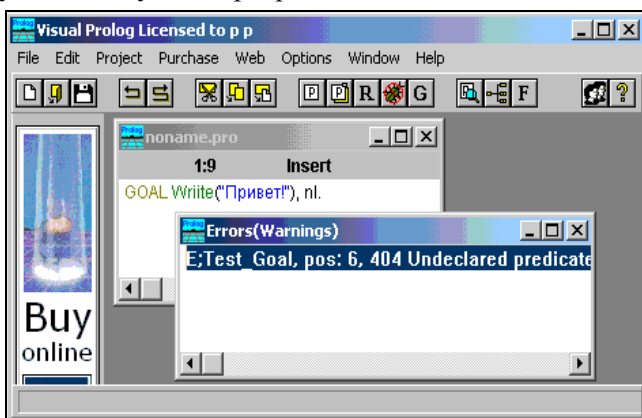 Visual Prolog Licensed to p p
File Edit Project Purchase Web Options Window Help
P P R G F ?
Prolog noname.pro
1:9 Insert
GOAL Wriite("Привет!"), nl.
Errors(Warnings)
E;Test_Goal, pos: 6, 404 Undeclared predicate
Buy
online